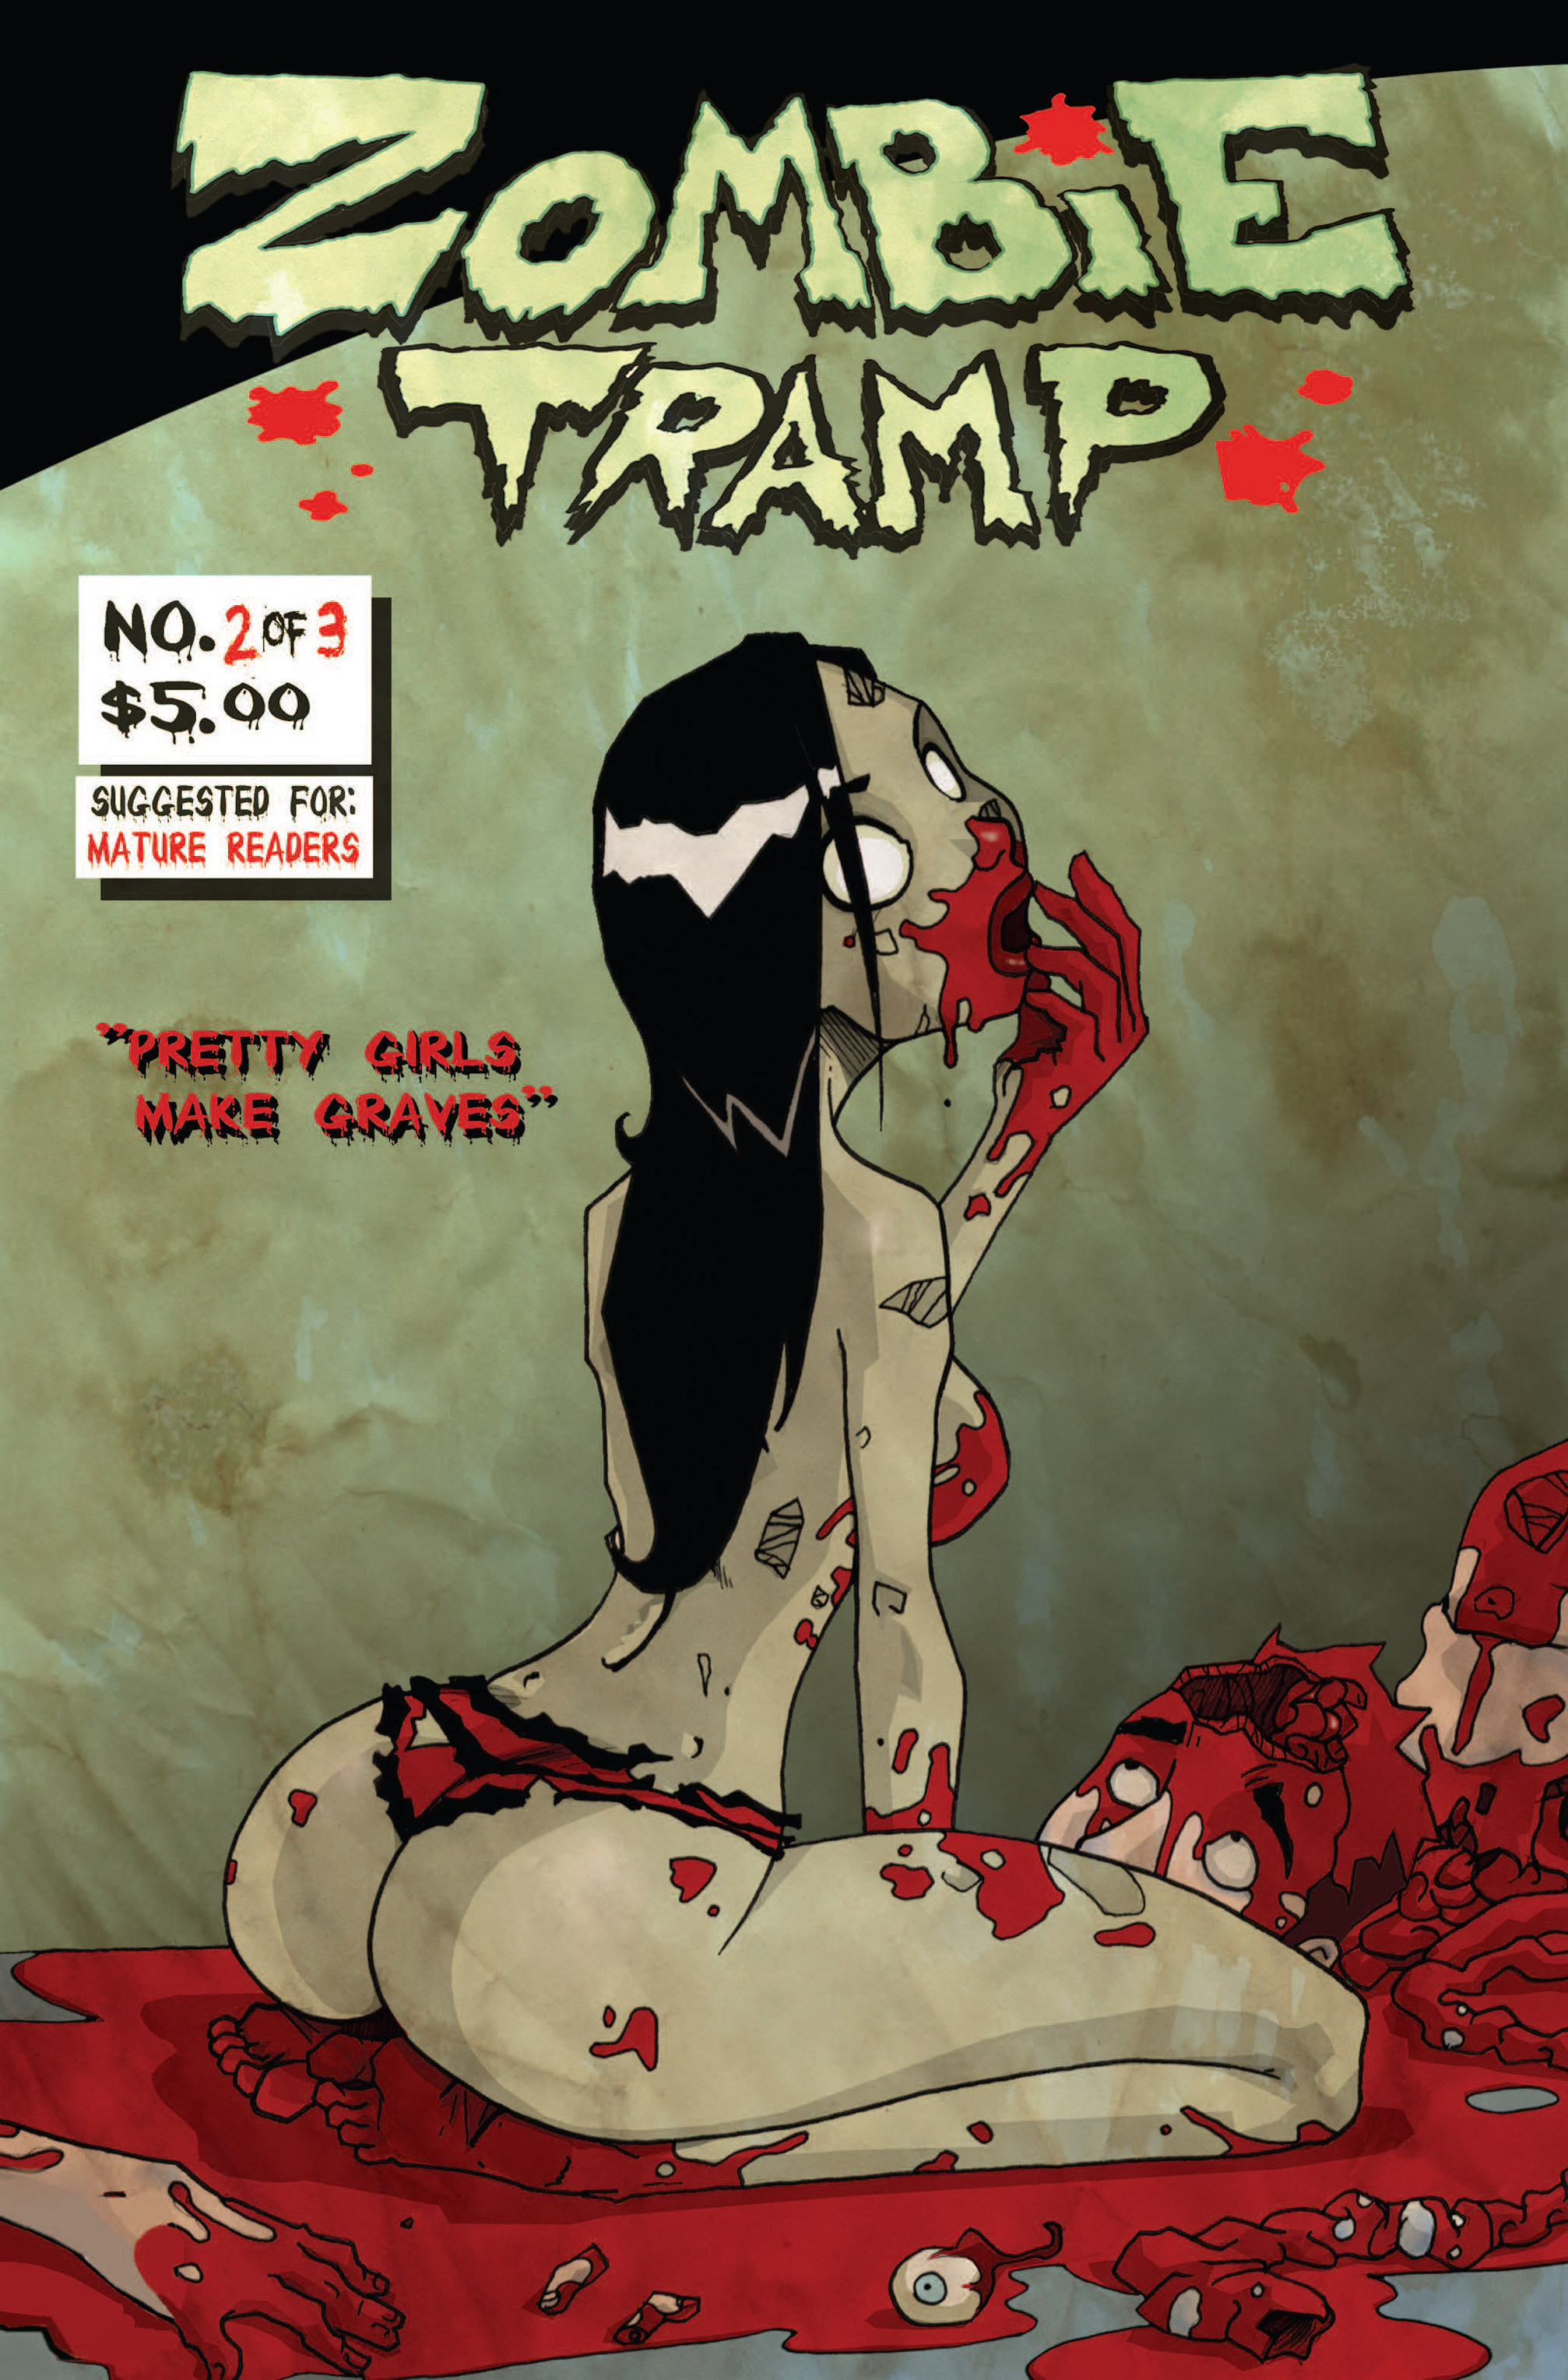 ZOMBiE
TRAMP
NO. 2 OF 3
$5.00
SUGGESTED FOR:
MATURE READERS
"PRETTY GIRLS
MAKE GRAVES"